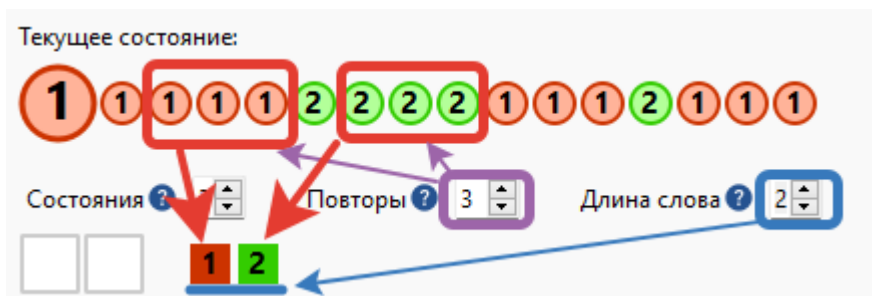 Текущее состояние:
1 1 1 1 1 2 2 2 2 1 1 1 2 1 1 1
Состояния ? Повторы ? 3 Длина слова ? 2
1 2